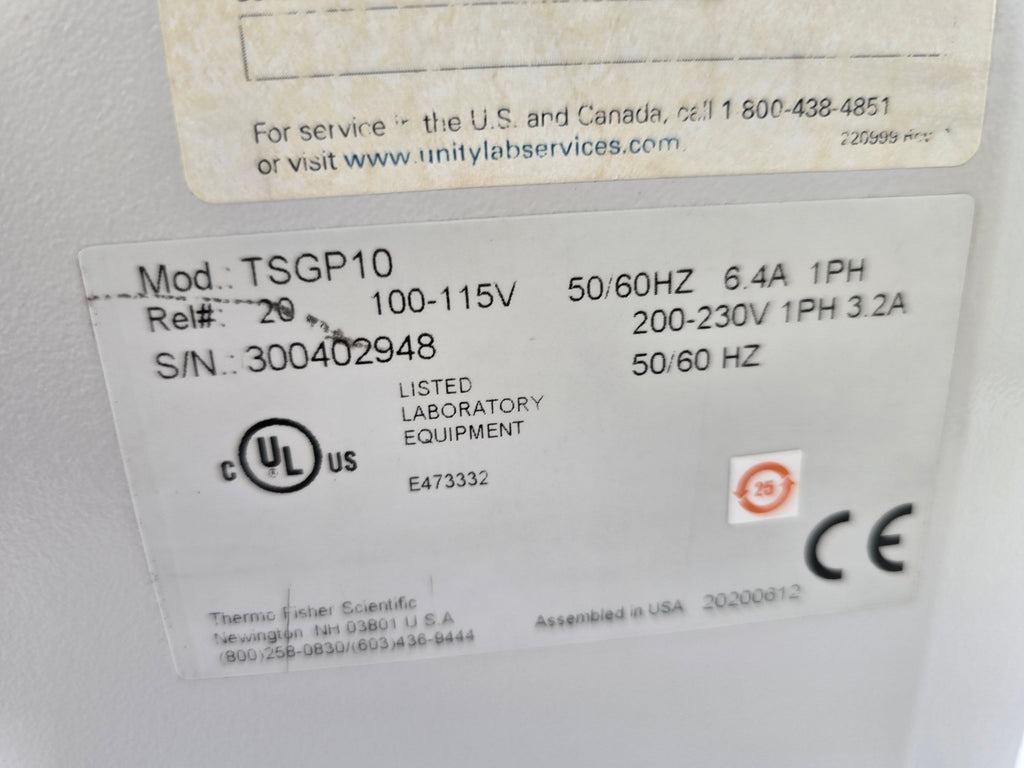 For service the U.S. and Canada, call 1 800-438-4851
or visit www.unitylabservices.com
220999 Rev
Mod.: TSGP10
Rel#: 20 100-115V 50/60HZ 6.4A 1PH
200-230V 1PH 3.2A
S/N.: 300402948
50/60 HZ
LISTED
LABORATORY
EQUIPMENT
C UL US
®
E473332
25
CE
Thermo Fisher Scientific
Newington NH 03801 U S A
(800)258-0830/(603)436-9444
Assembled in USA 20200612